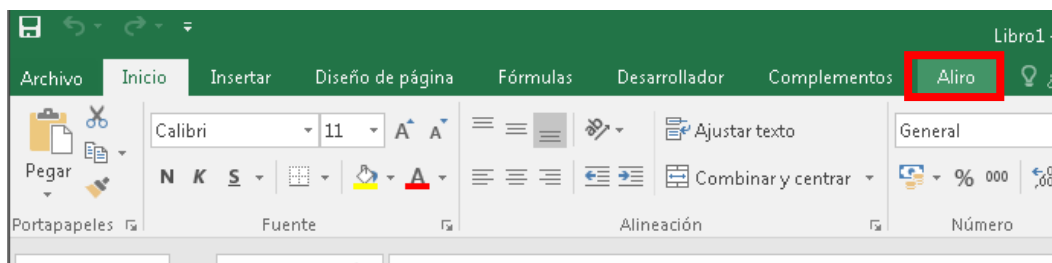 Libro1 -
Archivo Inicio Insertar Diseño de página Fórmulas Desarrollador Complementos Aliro
Calibri 11 A A Ajustar texto General
Pegar N K S A Combinar y centrar % 000 ,00
Portapapeles Fuente Alineación Número